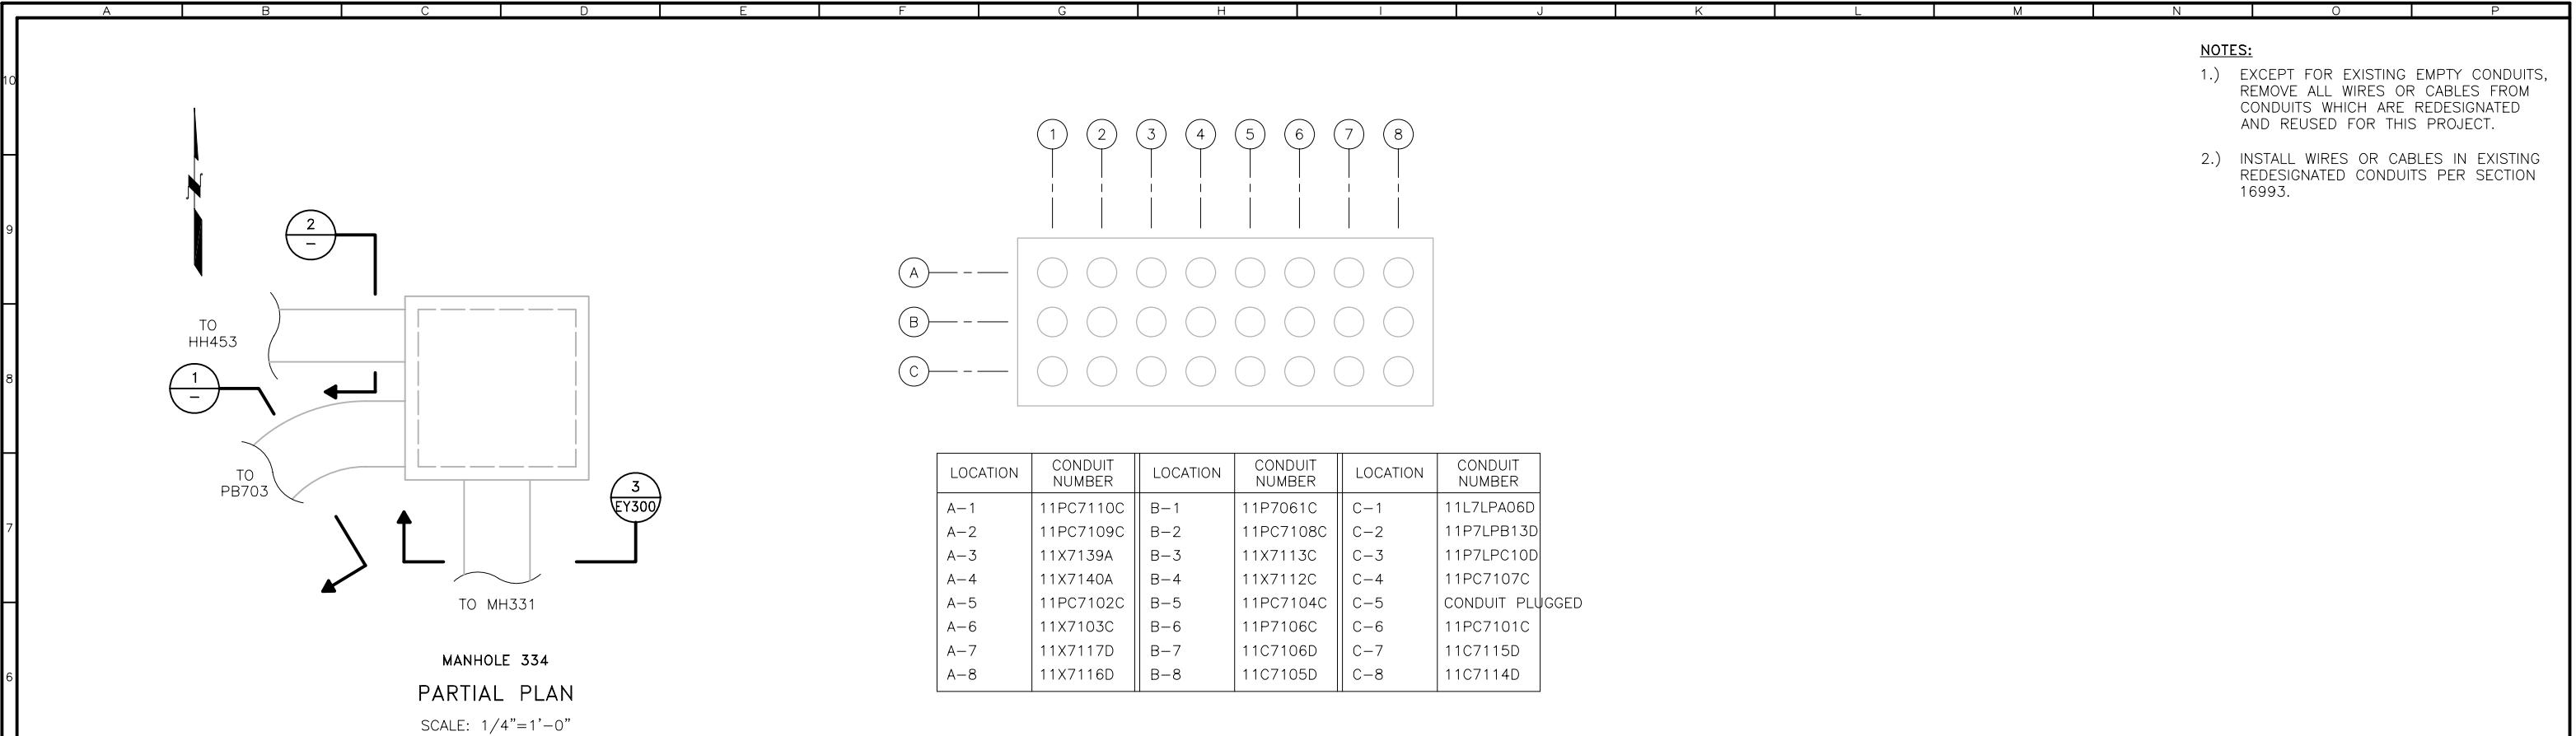 A B C D E F G H I J K L M N O P
10
9
8
7
6
NOTES:
1.) EXCEPT FOR EXISTING EMPTY CONDUITS,
REMOVE ALL WIRES OR CABLES FROM
CONDUITS WHICH ARE REDESIGNATED
AND REUSED FOR THIS PROJECT.
2.) INSTALL WIRES OR CABLES IN EXISTING
REDESIGNATED CONDUITS PER SECTION
16993.
N
2
–
TO
HH453
1
–
TO
PB703
3
EY300
TO MH331
MANHOLE 334
PARTIAL PLAN
SCALE: 1/4"=1'-0"
1 2 3 4 5 6 7 8
A
B
C
LOCATION CONDUIT NUMBER LOCATION CONDUIT NUMBER LOCATION CONDUIT NUMBER
A-1 11PC7110C B-1 11P7061C C-1 11L7LPA06D
A-2 11PC7109C B-2 11PC7108C C-2 11P7LPB13D
A-3 11X7139A B-3 11X7113C C-3 11P7LPC10D
A-4 11X7140A B-4 11X7112C C-4 11PC7107C
A-5 11PC7102C B-5 11PC7104C C-5 CONDUIT PLUGGED
A-6 11X7103C B-6 11P7106C C-6 11PC7101C
A-7 11X7117D B-7 11C7106D C-7 11C7115D
A-8 11X7116D B-8 11C7105D C-8 11C7114D